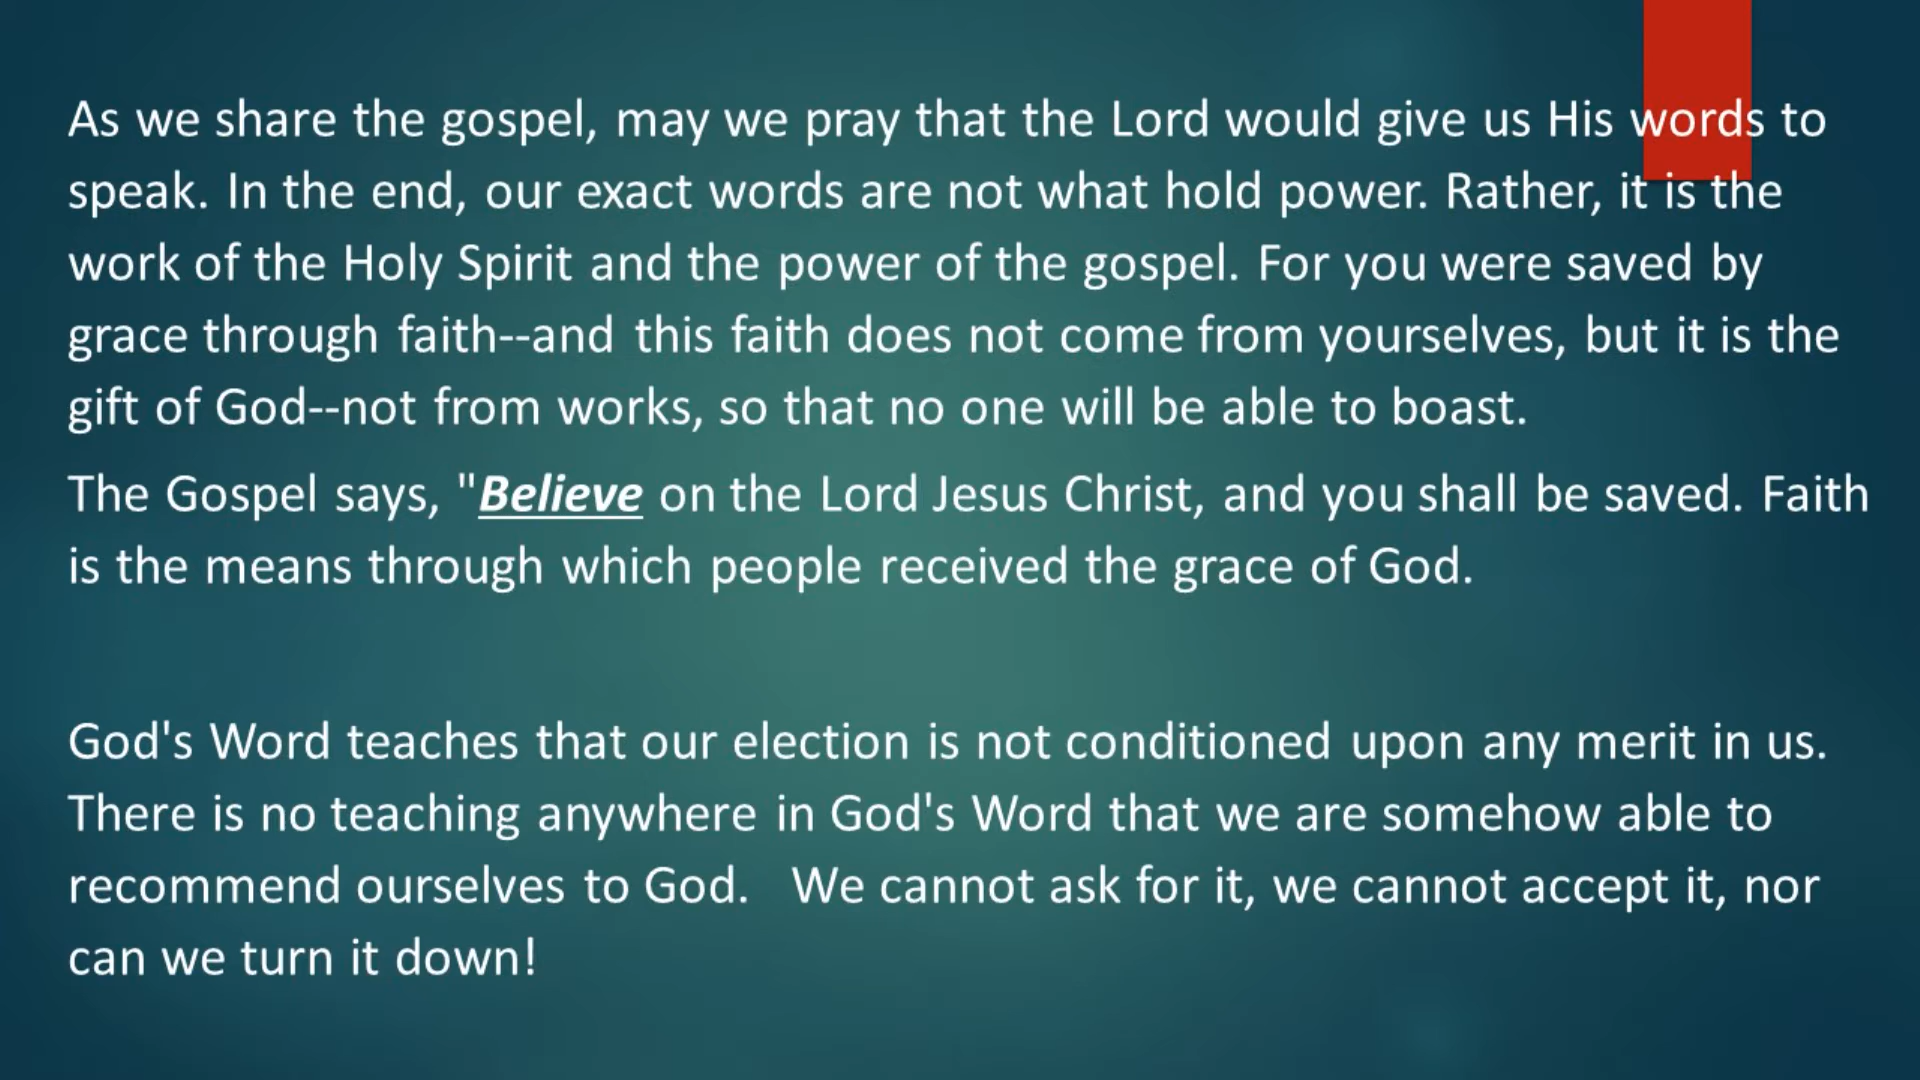 As we share the gospel, may we pray that the Lord would give us His words to
speak. In the end, our exact words are not what hold power. Rather, it is the
work of the Holy Spirit and the power of the gospel. For you were saved by
grace through faith--and this faith does not come from yourselves, but it is the
gift of God--not from works, so that no one will be able to boast.
The Gospel says, "Believe on the Lord Jesus Christ, and you shall be saved. Faith
is the means through which people received the grace of God.
God's Word teaches that our election is not conditioned upon any merit in us.
There is no teaching anywhere in God's Word that we are somehow able to
recommend ourselves to God.   We cannot ask for it, we cannot accept it, nor
can we turn it down!